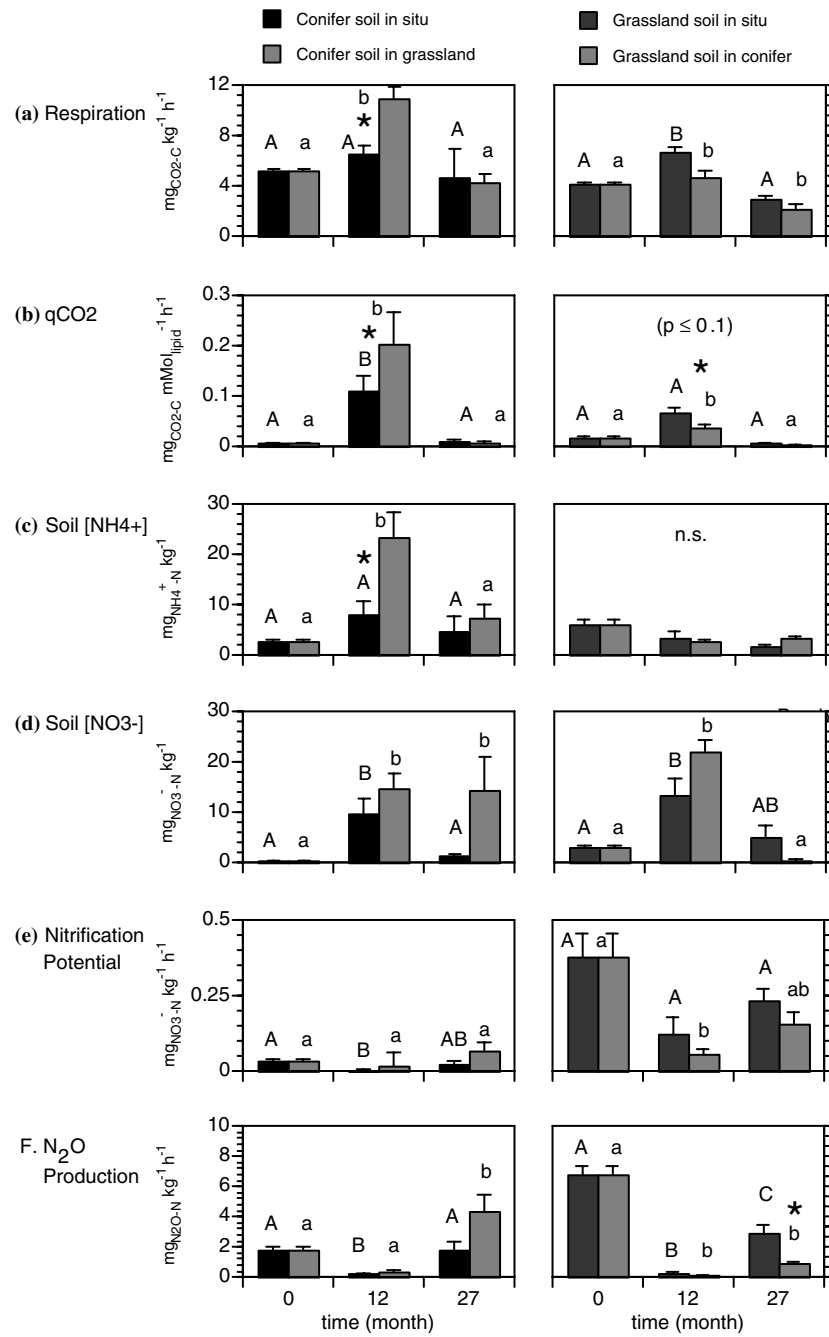 Conifer soil in situ
Conifer soil in grassland
Grassland soil in situ
Grassland soil in conifer
(a) Respiration
mgCO2-C kg-1 h-1
12
8
4
0
A a A * b A a
A a B b A b
(b) qCO2
mgCO2-C mMollipid-1 h-1
0.3
0.2
0.1
0
A a B * b A a
(p ≤ 0.1)
A a A * b A a
(c) Soil [NH4+]
mgNH4+-N kg-1
30
20
10
0
A a A * b A a
n.s.
(d) Soil [NO3-]
mgNO3--N kg-1
30
20
10
0
A a B b A b
A a B b AB a
(e) Nitrification
Potential
mgNO3--N kg-1 h-1
0.5
0.25
0
A a B a AB a
A a A b A ab
F. N2O
Production
mgN2O-N kg-1 h-1
10
8
6
4
2
0
A a B a A b
A a B b C * b
0 12 27
time (month)
0 12 27
time (month)